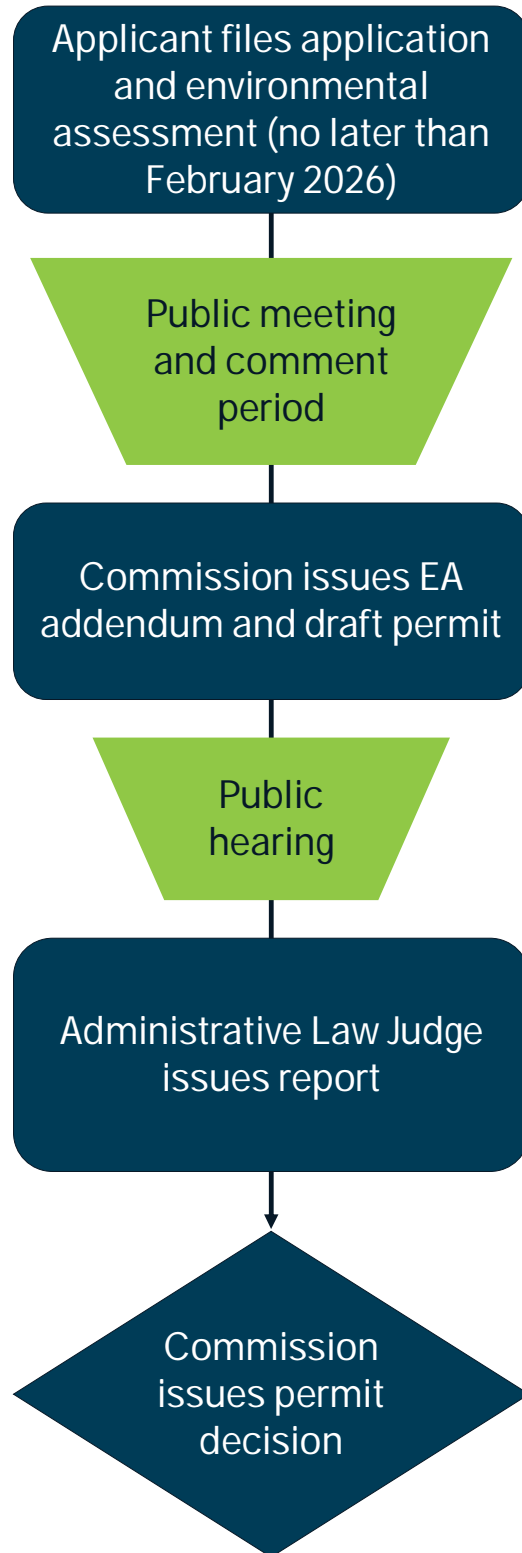 Applicant files application
and environmental
assessment (no later than
February 2026)
Public meeting
and comment
period
Commission issues EA
addendum and draft permit
Public
hearing
Administrative Law Judge
issues report
Commission
issues permit
decision